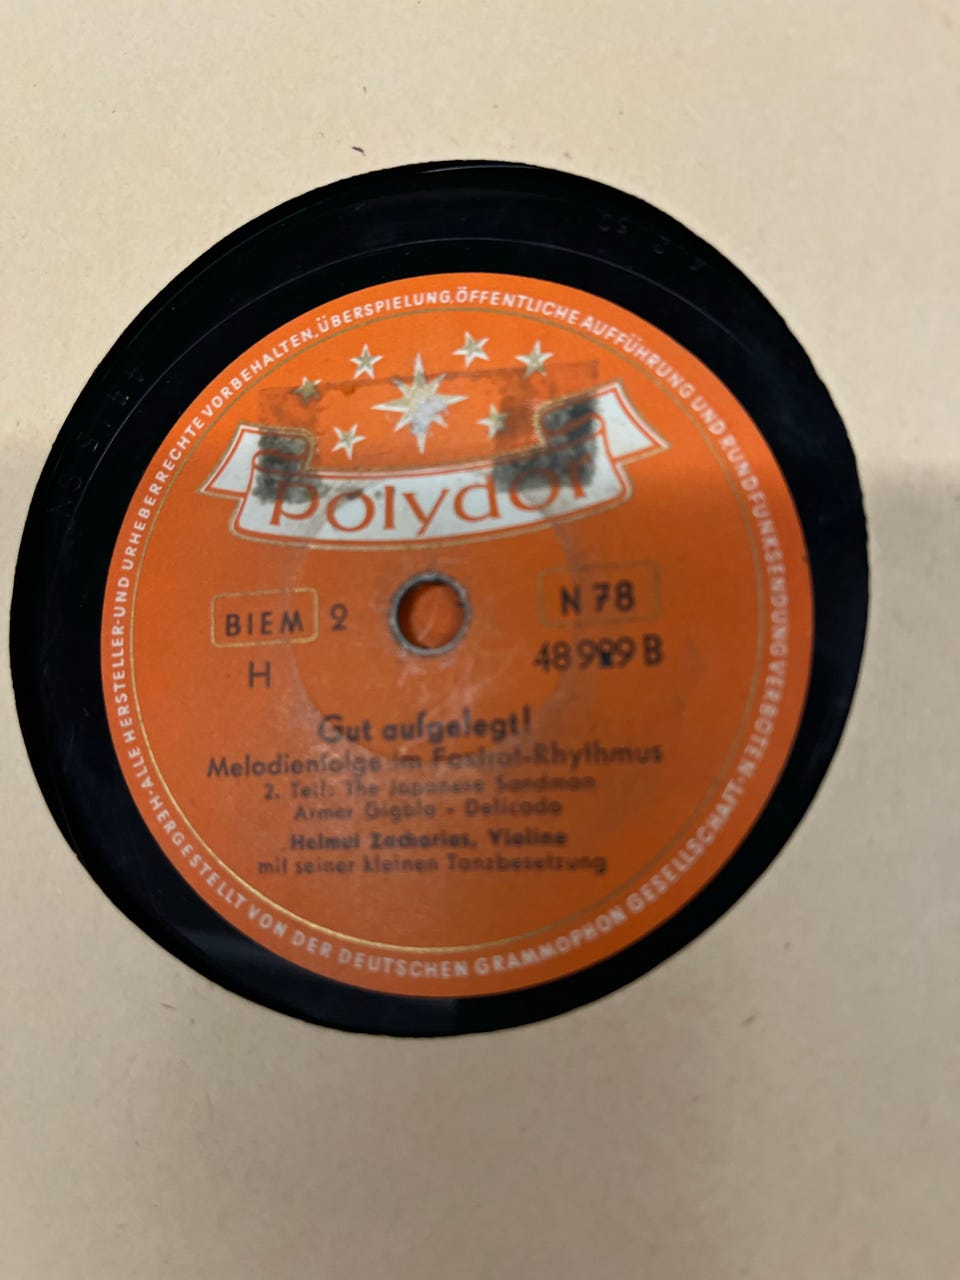 ALLE HERSTELLER-UND URHEBERRECHTE VORBEHALTEN, ÜBERSPIELUNG, ÖFFENTLICHE AUFFÜHRUNG UND RUNDFUNKSENDUNG VERBOTEN·
polydor
BIEM 2
N 78
H
48 989 B
Gut aufgelegt!
Melodienfolge im Foxtrot-Rhythmus
2. Teil: The Japanese Sandman
Armer Gigolo - Delicado
Helmut Zacharias, Violine
mit seiner kleinen Tanzbesetzung
HERGESTELLT VON DER DEUTSCHEN GRAMMOPHON GESELLSCHAFT·